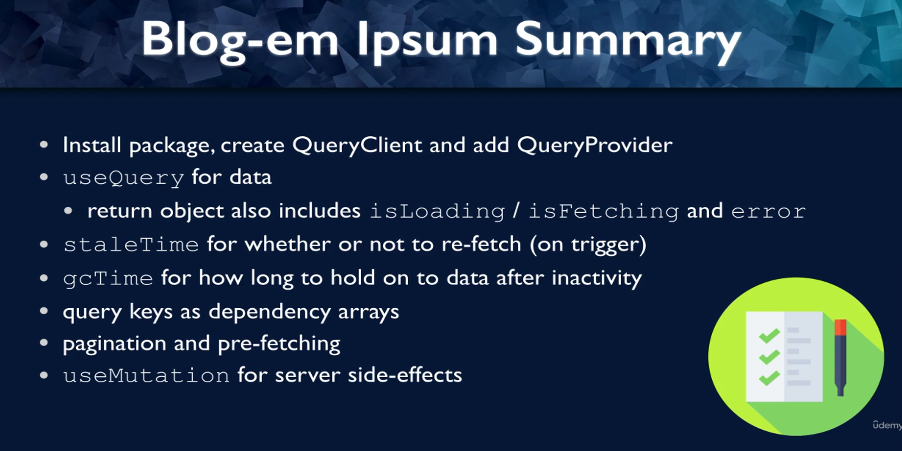 Blog-em Ipsum Summary
• Install package, create QueryClient and add QueryProvider
• useQuery for data
• return object also includes isLoading / isFetching and error
• staleTime for whether or not to re-fetch (on trigger)
• gcTime for how long to hold on to data after inactivity
• query keys as dependency arrays
• pagination and pre-fetching
• useMutation for server side-effects
ûdemy